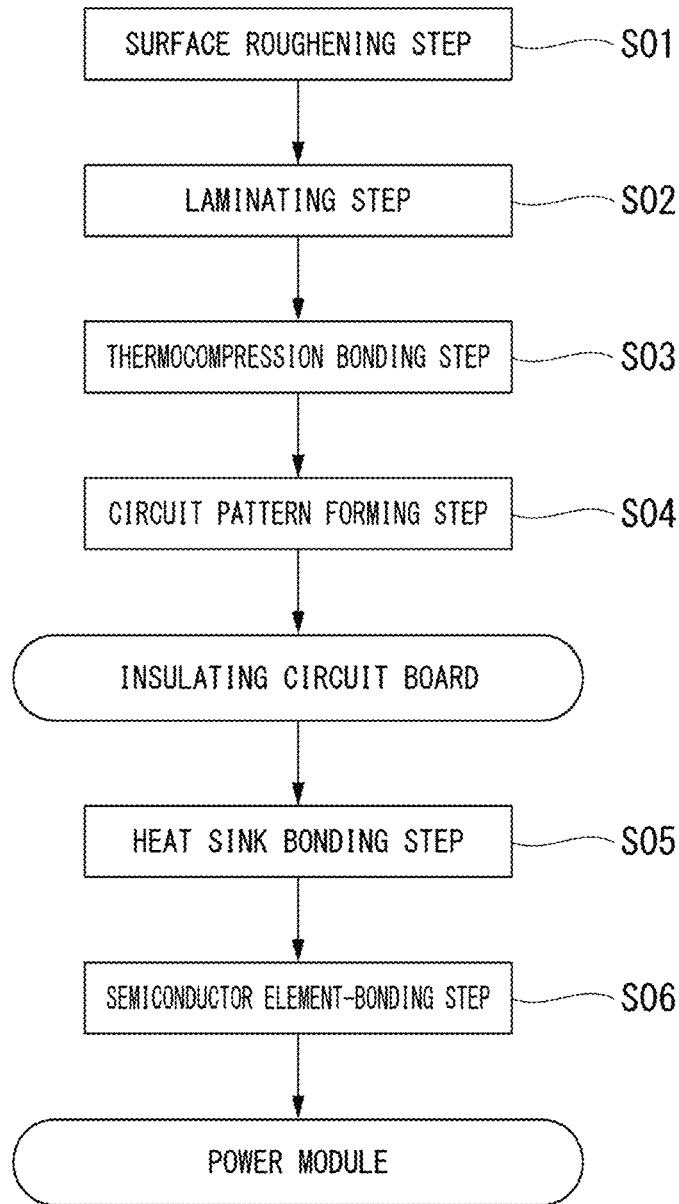 SURFACE ROUGHENING STEP S01
LAMINATING STEP S02
THERMOCOMPRESSION BONDING STEP S03
CIRCUIT PATTERN FORMING STEP S04
INSULATING CIRCUIT BOARD
HEAT SINK BONDING STEP S05
SEMICONDUCTOR ELEMENT-BONDING STEP S06
POWER MODULE